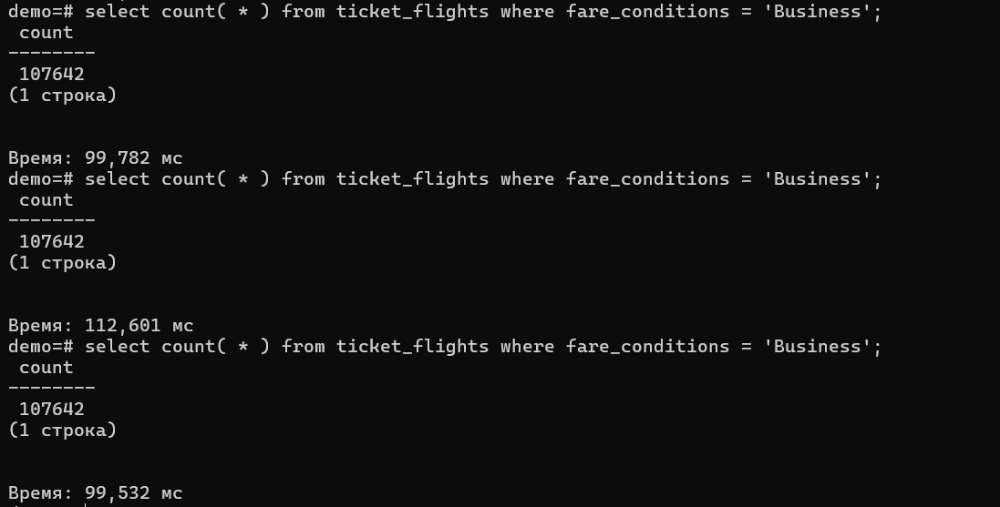 demo=# select count( * ) from ticket_flights where fare_conditions = 'Business';
count
--------
107642
(1 строка)
Время: 99,782 мс
demo=# select count( * ) from ticket_flights where fare_conditions = 'Business';
count
--------
107642
(1 строка)
Время: 112,601 мс
demo=# select count( * ) from ticket_flights where fare_conditions = 'Business';
count
--------
107642
(1 строка)
Время: 99,532 мс